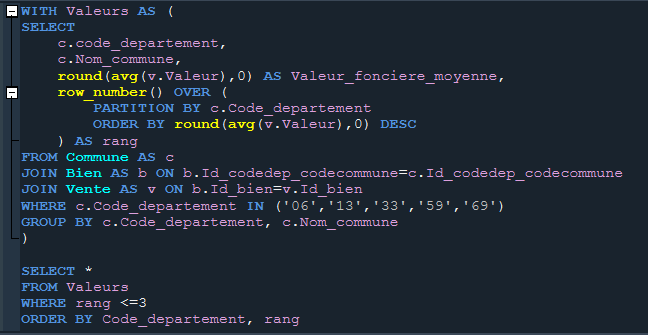 WITH Valeurs AS (
SELECT
    c.code_departement,
    c.Nom_commune,
    round(avg(v.Valeur),0) AS Valeur_fonciere_moyenne,
    row_number() OVER (
        PARTITION BY c.Code_departement
        ORDER BY round(avg(v.Valeur),0) DESC
    ) AS rang
FROM Commune AS c
JOIN Bien AS b ON b.Id_codedep_codecommune=c.Id_codedep_codecommune
JOIN Vente AS v ON b.Id_bien=v.Id_bien
WHERE c.Code_departement IN ('06','13','33','59','69')
GROUP BY c.Code_departement, c.Nom_commune
)
SELECT *
FROM Valeurs
WHERE rang <=3
ORDER BY Code_departement, rang